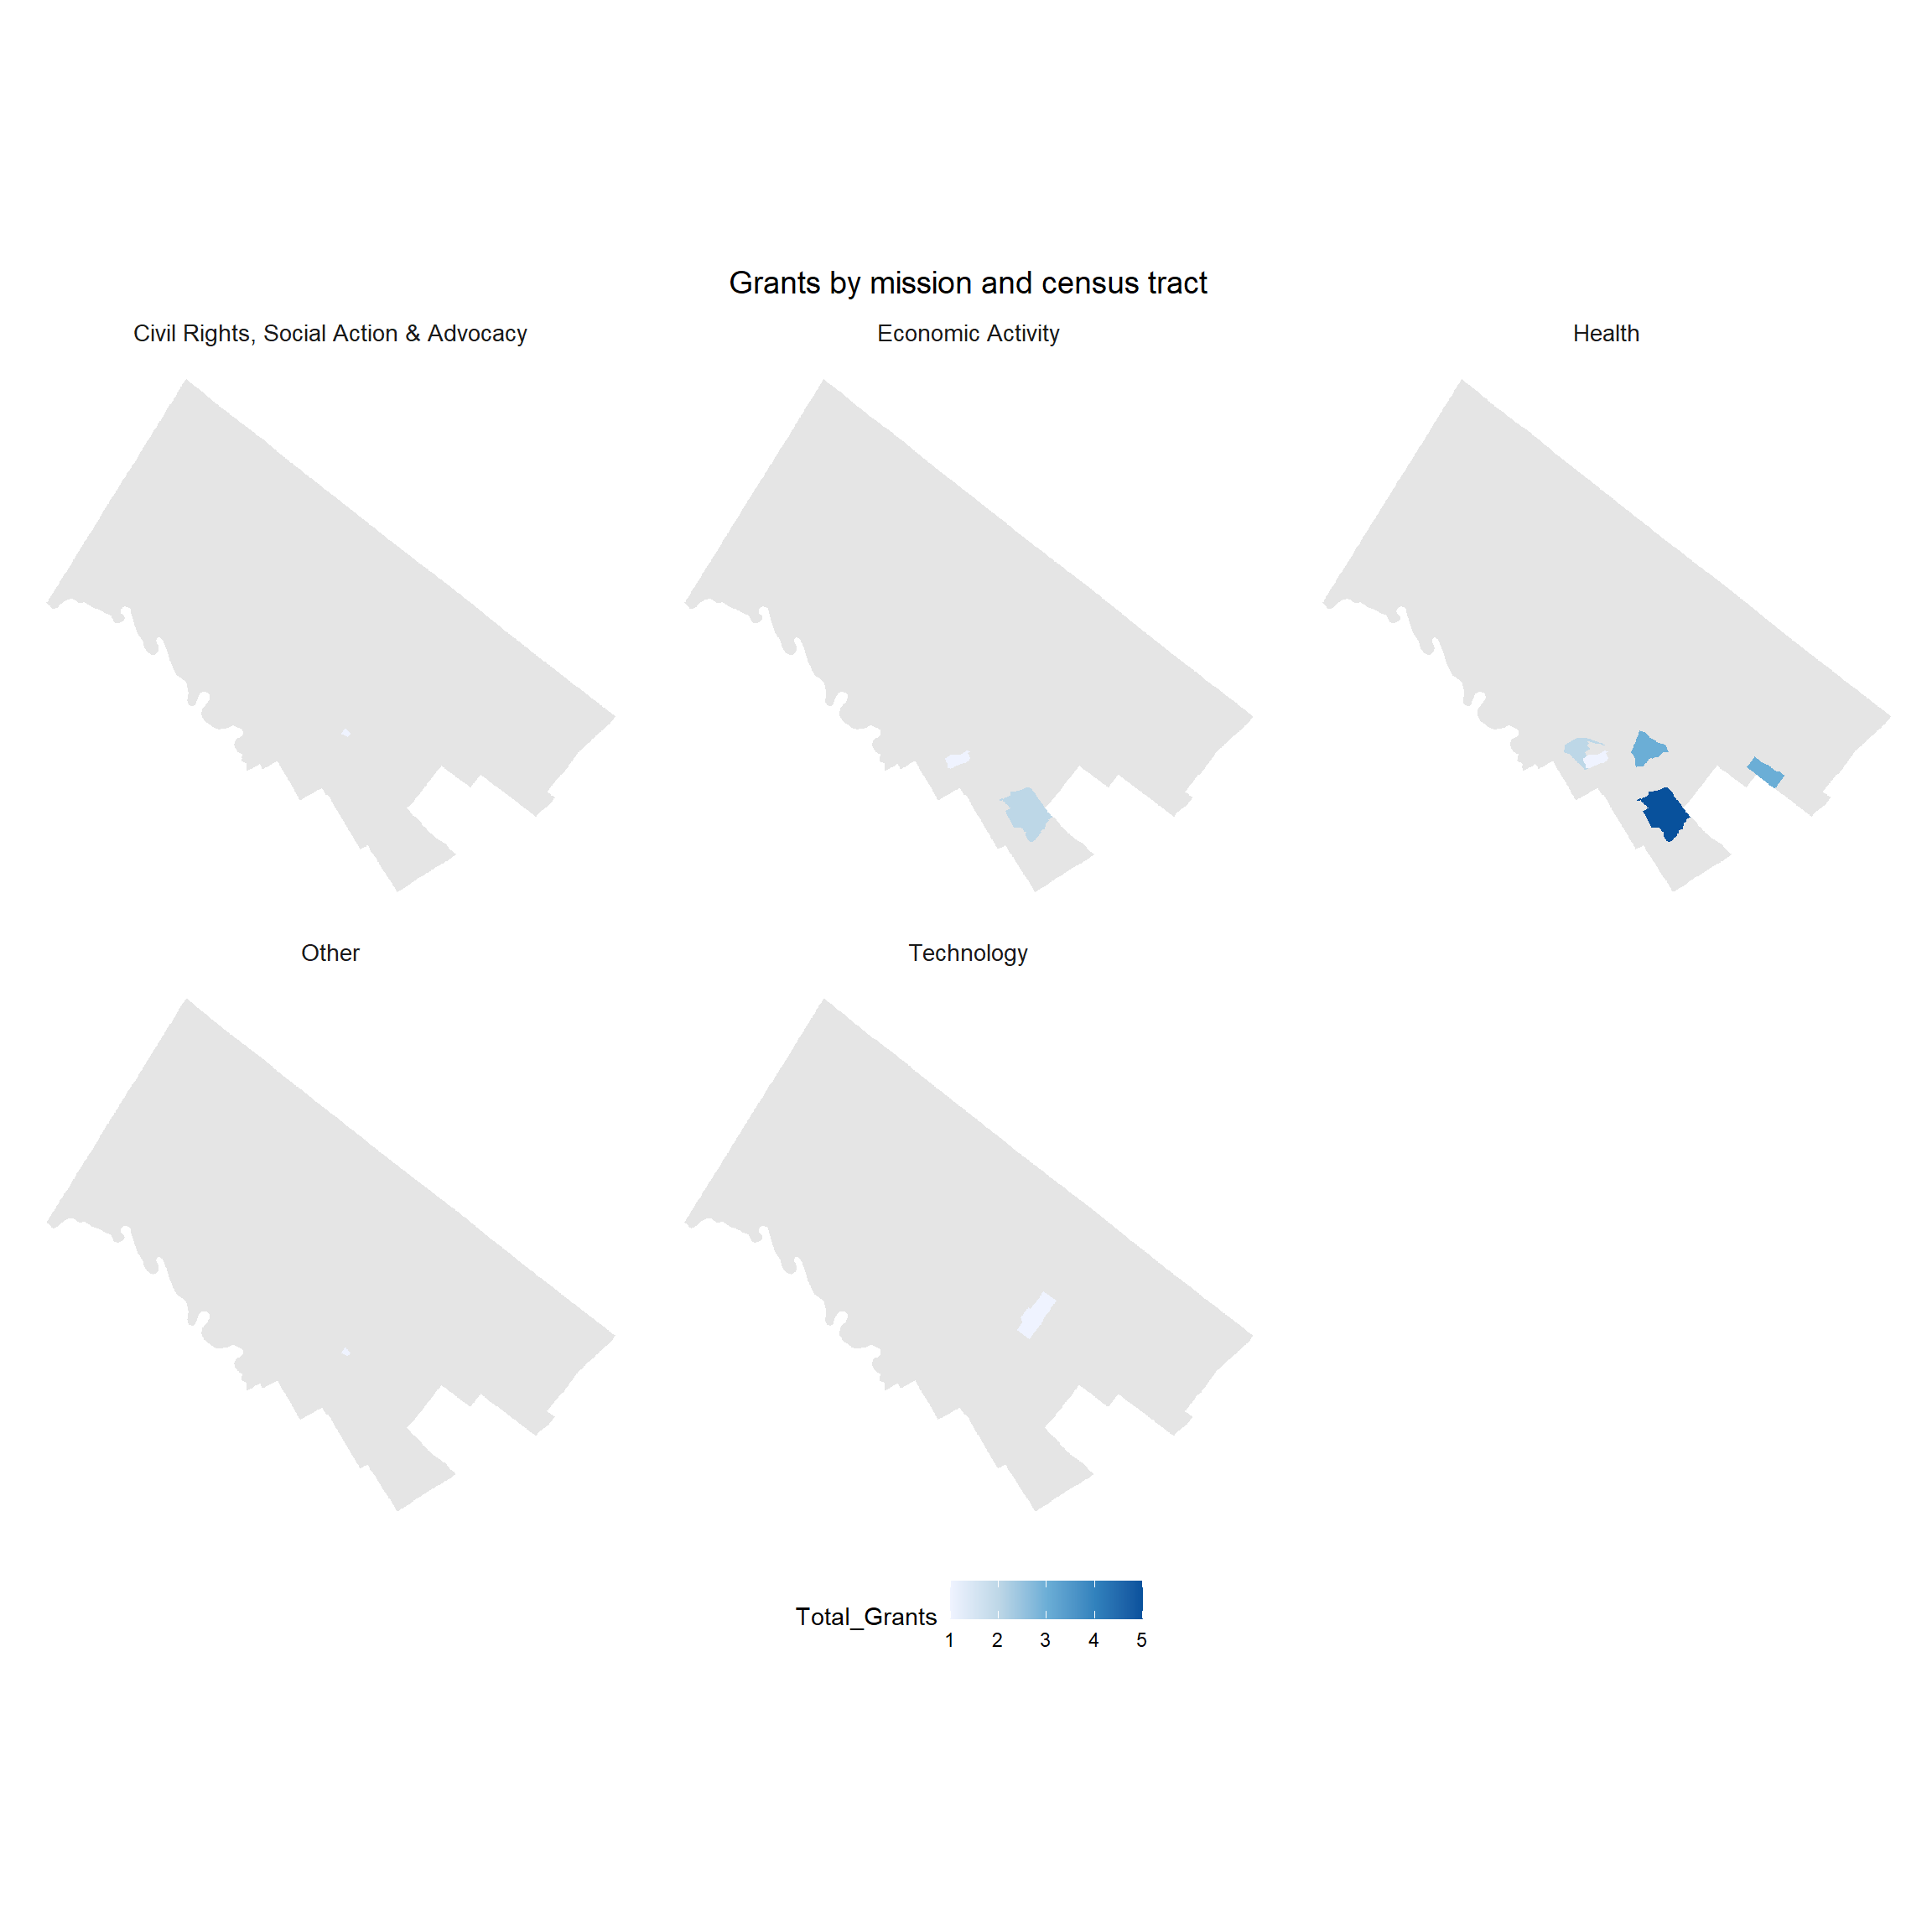 Grants by mission and census tract
Civil Rights, Social Action & Advocacy
Economic Activity
Health
Other
Technology
Total_Grants
1 2 3 4 5